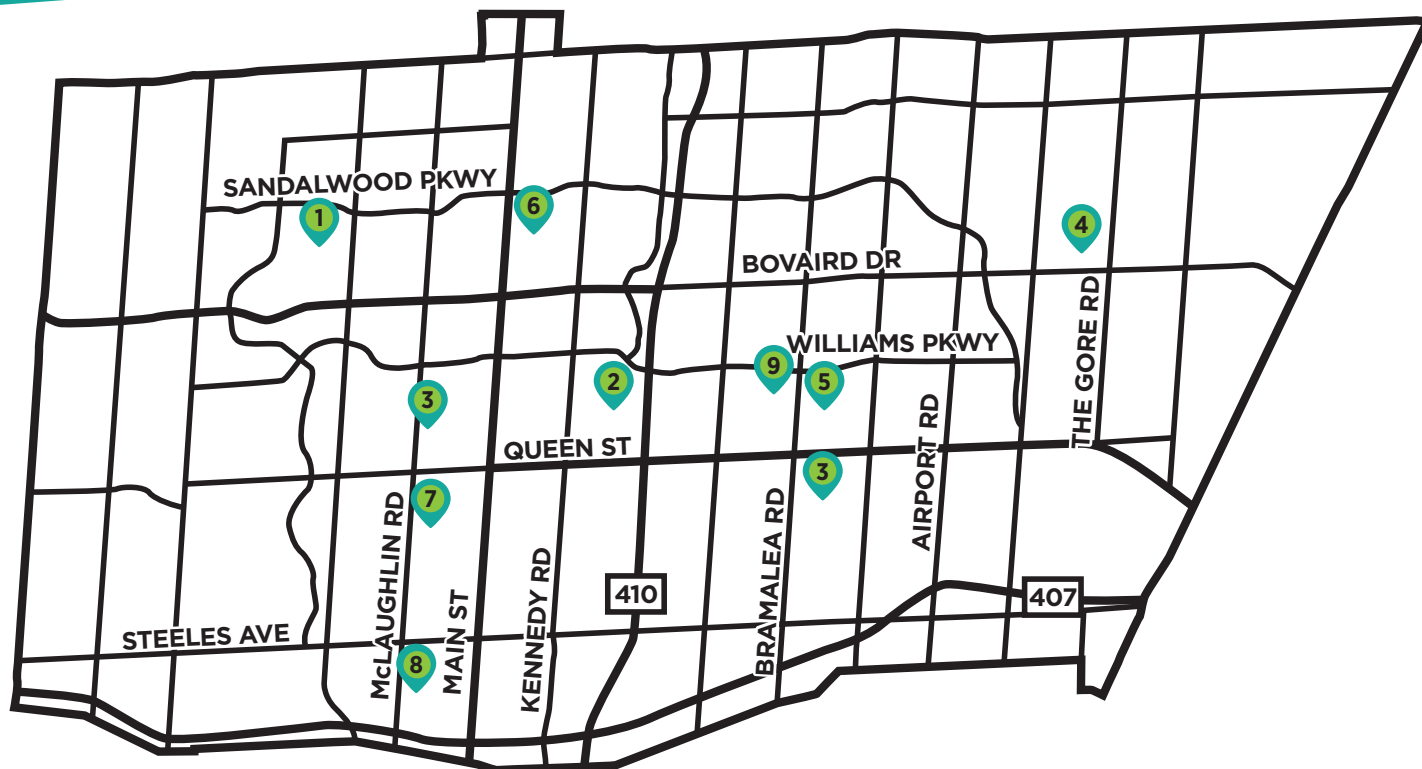 SANDALWOOD PKWY
1
6
4
BOVAIRD DR
THE GORE RD
WILLIAMS PKWY
9
5
2
3
QUEEN ST
AIRPORT RD
3
7
McLAUGHLIN RD
BRAMALEA RD
KENNEDY RD
410
407
MAIN ST
STEELES AVE
8